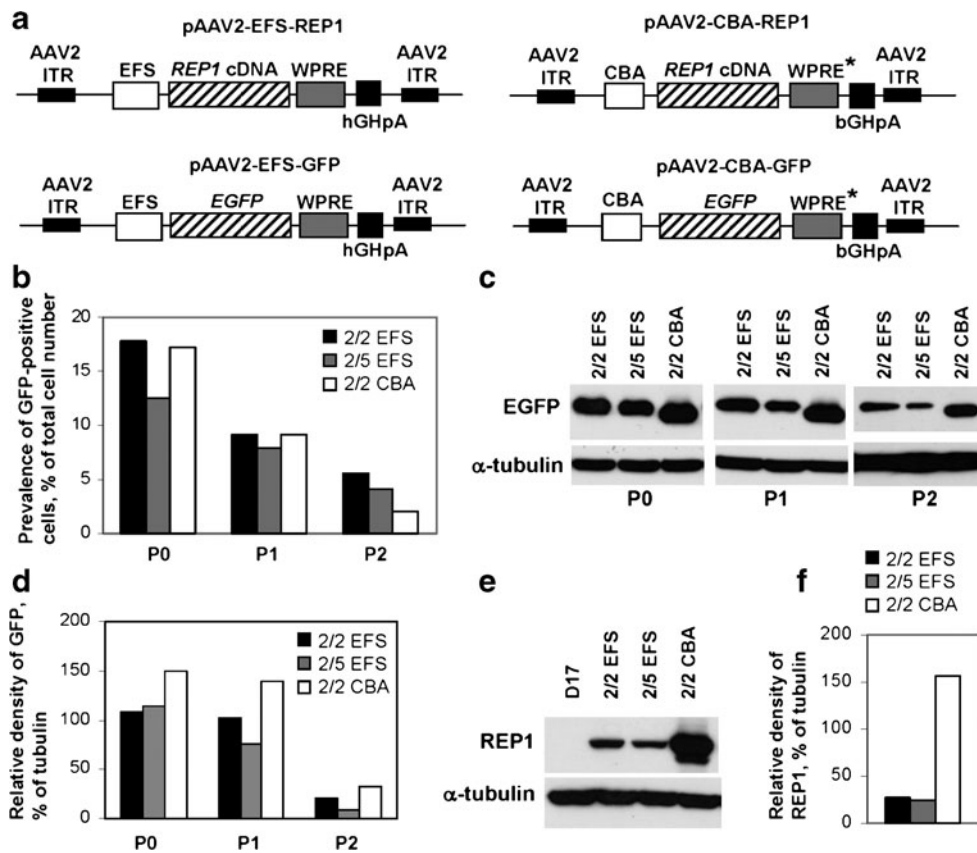 a
pAAV2-EFS-REP1
AAV2
ITR
EFS
REP1 cDNA
WPRE
AAV2
ITR
hGHpA
pAAV2-CBA-REP1
AAV2
ITR
CBA
REP1 cDNA
WPRE*
AAV2
ITR
bGHpA
pAAV2-EFS-GFP
AAV2
ITR
EFS
EGFP
WPRE
AAV2
ITR
hGHpA
pAAV2-CBA-GFP
AAV2
ITR
CBA
EGFP
WPRE*
AAV2
ITR
bGHpA
b
Prevalence of GFP-positive
cells, % of total cell number
20
15
10
5
0
2/2 EFS
2/5 EFS
2/2 CBA
P0 P1 P2
c
2/2 EFS
2/5 EFS
2/2 CBA
2/2 EFS
2/5 EFS
2/2 CBA
2/2 EFS
2/5 EFS
2/2 CBA
EGFP
α-tubulin
P0 P1 P2
d
Relative density of GFP,
% of tubulin
200
150
100
50
0
2/2 EFS
2/5 EFS
2/2 CBA
P0 P1 P2
e
D17
2/2 EFS
2/5 EFS
2/2 CBA
REP1
α-tubulin
f
2/2 EFS
2/5 EFS
2/2 CBA
Relative density of
REP1, % of tubulin
200
150
100
50
0